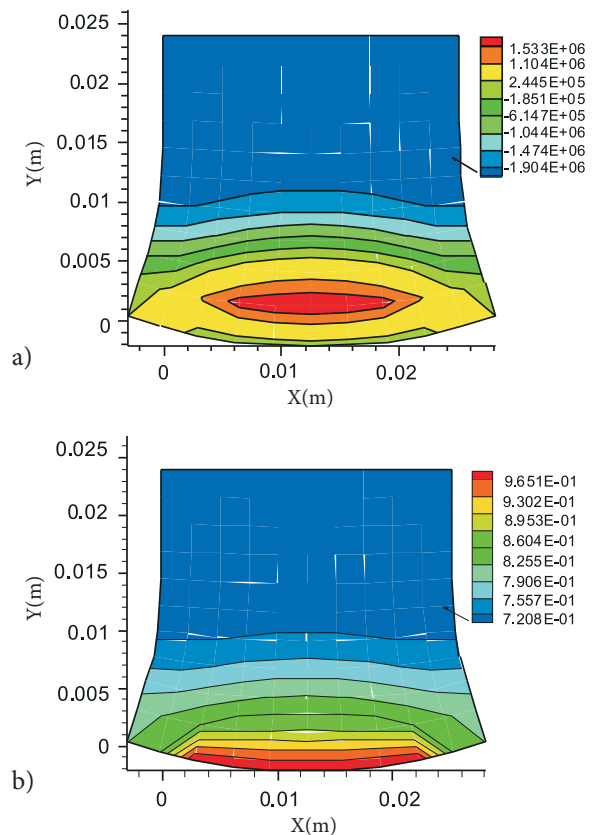 0.025
0.02
0.015
0.01
0.005
0
Y(m)
0 0.01 0.02
X(m)
1.533E+06
1.104E+06
2.445E+05
-1.851E+05
-6.147E+05
-1.044E+06
-1.474E+06
-1.904E+06
a)
0.025
0.02
0.015
0.01
0.005
0
Y(m)
0 0.01 0.02
X(m)
9.651E-01
9.302E-01
8.953E-01
8.604E-01
8.255E-01
7.906E-01
7.557E-01
7.208E-01
b)